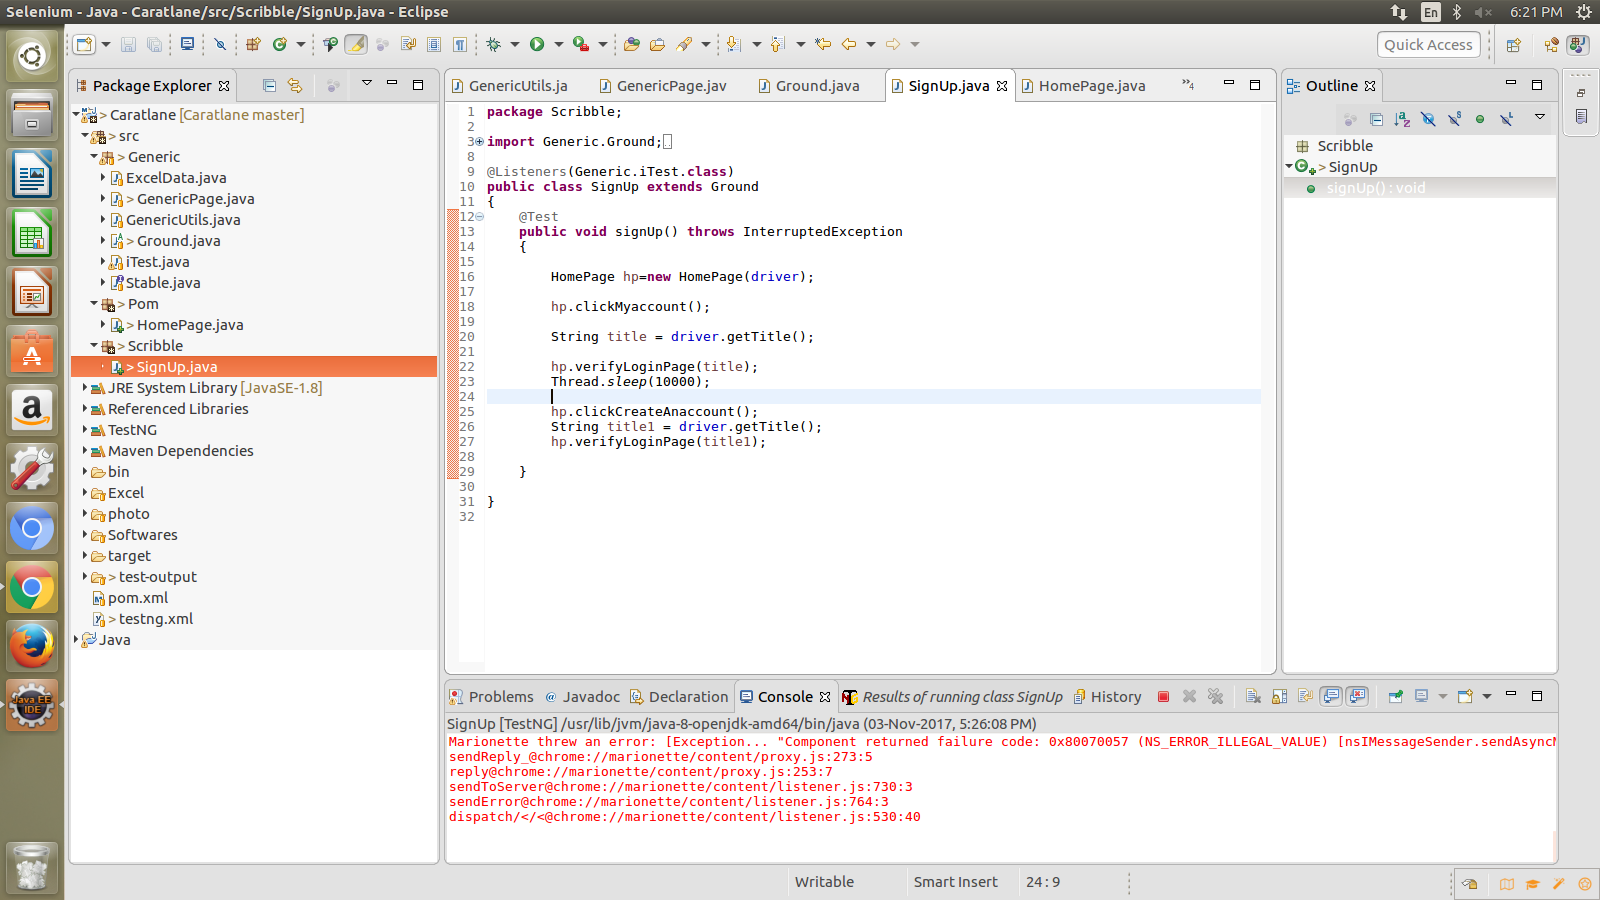 Selenium - Java - Caratlane/src/Scribble/SignUp.java - Eclipse
En
6:21 PM
Quick Access
Package Explorer
> Caratlane [Caratlane master]
> src
> Generic
ExcelData.java
> GenericPage.java
GenericUtils.java
> Ground.java
iTest.java
Stable.java
> Pom
> HomePage.java
> Scribble
> SignUp.java
JRE System Library [JavaSE-1.8]
Referenced Libraries
TestNG
Maven Dependencies
bin
Excel
photo
Softwares
target
> test-output
pom.xml
> testng.xml
Java
GenericUtils.ja
GenericPage.jav
Ground.java
SignUp.java
HomePage.java
»4
1 package Scribble;
2
3 import Generic.Ground;
8
9 @Listeners(Generic.iTest.class)
10 public class SignUp extends Ground
11 {
12 @Test
13 public void signUp() throws InterruptedException
14 {
15
16 HomePage hp=new HomePage(driver);
17
18 hp.clickMyaccount();
19
20 String title = driver.getTitle();
21
22 hp.verifyLoginPage(title);
23 Thread.sleep(10000);
24
25 hp.clickCreateAnaccount();
26 String title1 = driver.getTitle();
27 hp.verifyLoginPage(title1);
28
29 }
30
31 }
32
Outline
Scribble
> SignUp
signUp() : void
Problems
Javadoc
Declaration
Console
Results of running class SignUp
History
SignUp [TestNG] /usr/lib/jvm/java-8-openjdk-amd64/bin/java (03-Nov-2017, 5:26:08 PM)
Marionette threw an error: [Exception... "Component returned failure code: 0x80070057 (NS_ERROR_ILLEGAL_VALUE) [nsIMessageSender.sendAsyncM
sendReply_@chrome://marionette/content/proxy.js:273:5
reply@chrome://marionette/content/proxy.js:253:7
sendToServer@chrome://marionette/content/listener.js:730:3
sendError@chrome://marionette/content/listener.js:764:3
dispatch/</<@chrome://marionette/content/listener.js:530:40
Java EE
IDE
Writable
Smart Insert
24 : 9